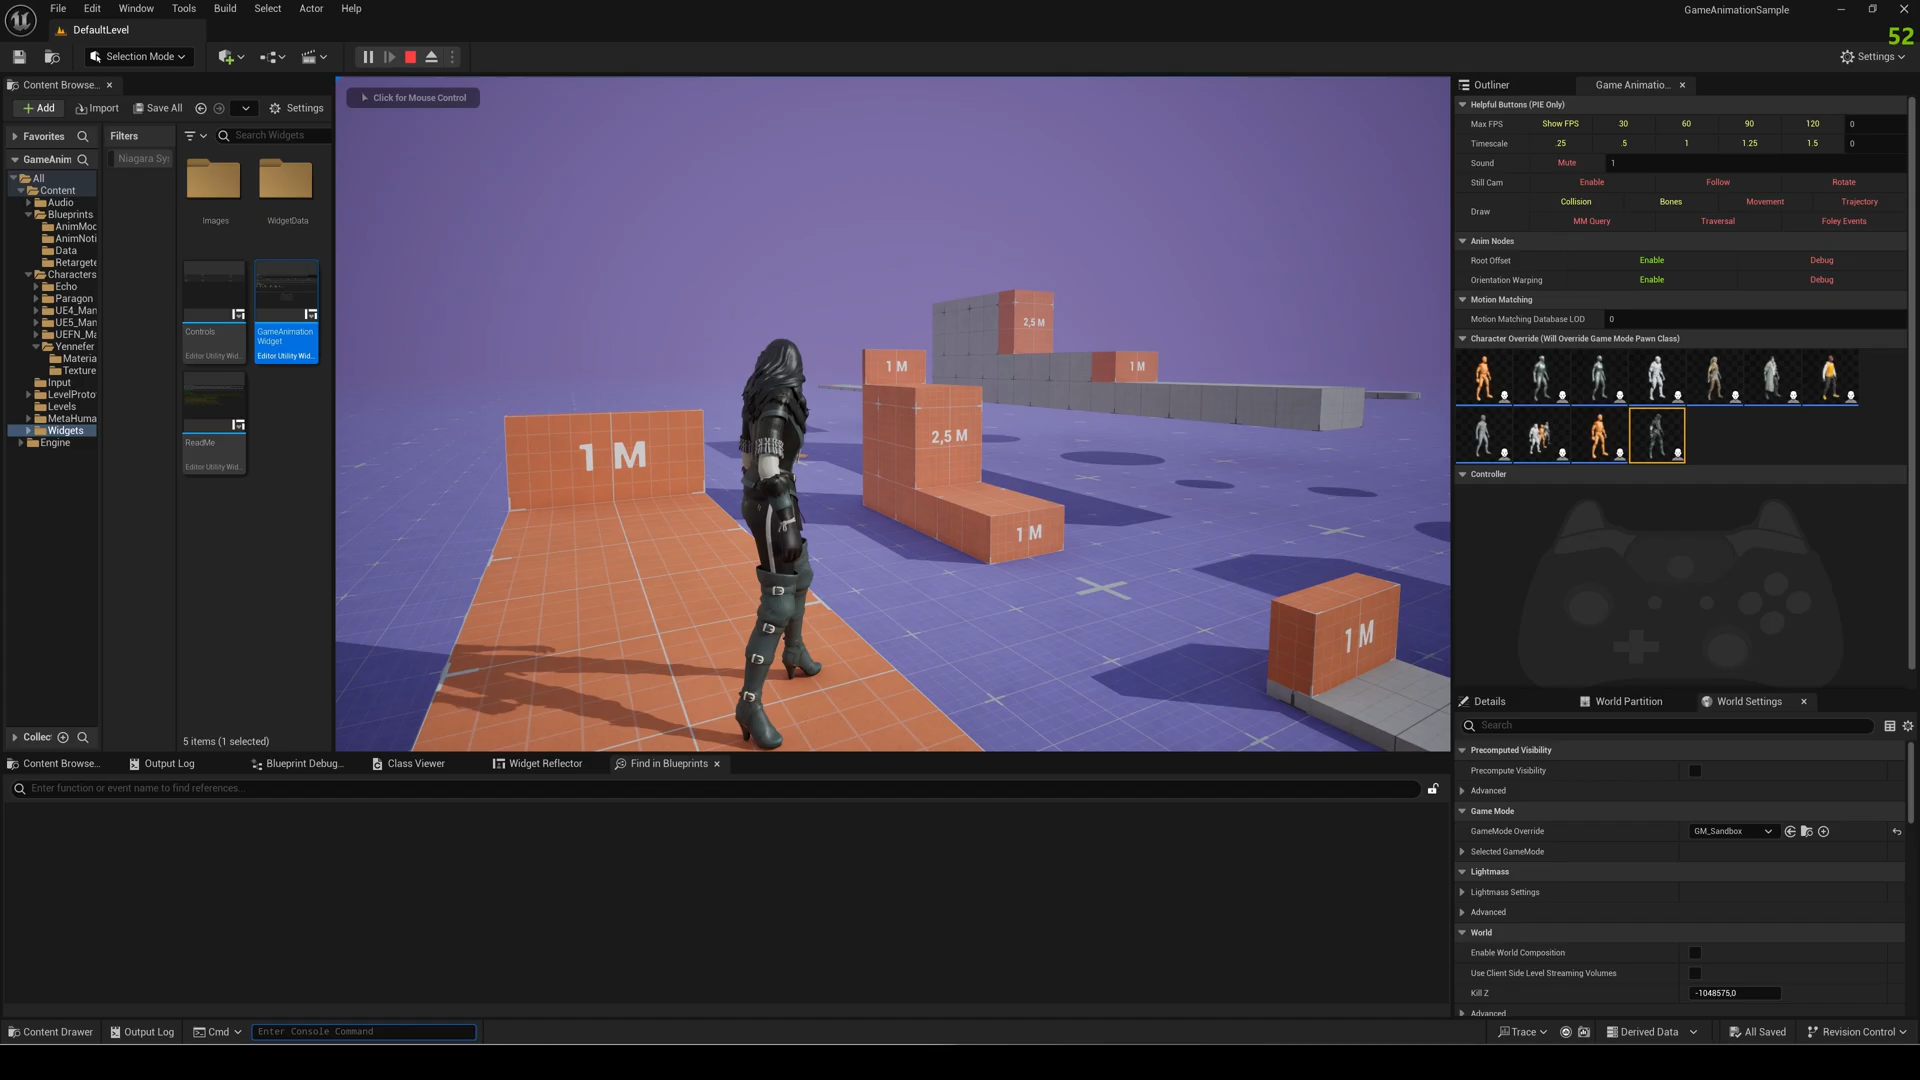 File Edit Window Tools Build Select Actor Help
GameAnimationSample
DefaultLevel
52
Selection Mode
Settings
Content Browse...
Add Import Save All Settings
Favorites
Filters
Search Widgets
GameAnim
Niagara Sy
All
Content
Audio
Blueprints
AnimMod
AnimNoti
Data
Retargete
Characters
Echo
Paragon
UE4_Man
UE5_Man
UEFN_Ma
Yennefer
Materia
Texture
Input
LevelProto
Levels
MetaHuma
Widgets
Engine
Collec
Images
WidgetData
Controls
Editor Utility Wid...
GameAnimation
Widget
Editor Utility Wid...
ReadMe
Editor Utility Wid...
5 items (1 selected)
Click for Mouse Control
2,5 M
1 M
1 M
1 M
2,5 M
1 M
1 M
Outliner
Game Animatio...
Helpful Buttons (PIE Only)
Max FPS Show FPS 30 60 90 120 0
Timescale .25 .5 1 1.25 1.5 0
Sound Mute 1
Still Cam Enable Follow Rotate
Draw Collision Bones Movement Trajectory
MM Query Traversal Foley Events
Anim Nodes
Root Offset Enable Debug
Orientation Warping Enable Debug
Motion Matching
Motion Matching Database LOD 0
Character Override (Will Override Game Mode Pawn Class)
Controller
Details World Partition World Settings
Search
Precomputed Visibility
Precompute Visibility
Advanced
Game Mode
GameMode Override GM_Sandbox
Selected GameMode
Lightmass
Lightmass Settings
Advanced
World
Enable World Composition
Use Client Side Level Streaming Volumes
Kill Z -1048575,0
Advanced
Content Browse... Output Log Blueprint Debug... Class Viewer Widget Reflector Find in Blueprints
Enter function or event name to find references...
Content Drawer Output Log Cmd Enter Console Command
Trace Derived Data All Saved Revision Control